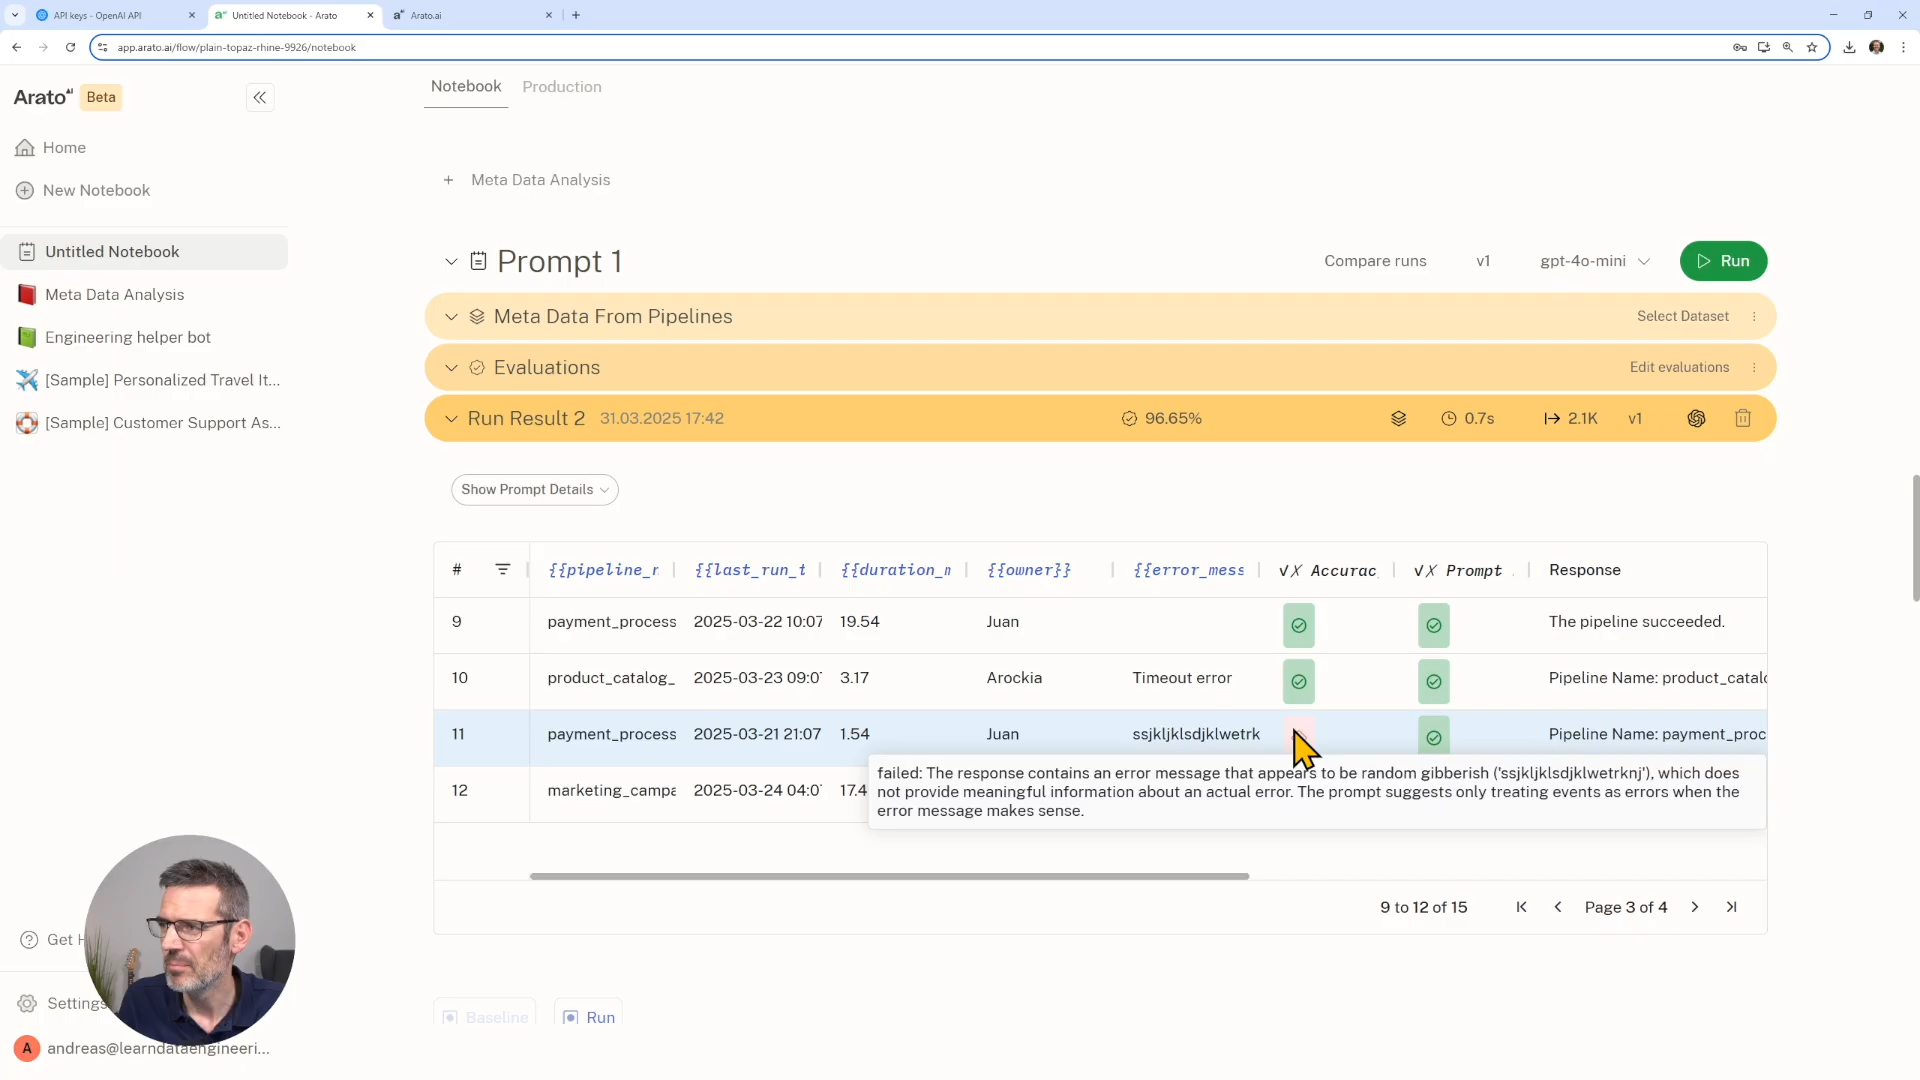 API keys - OpenAI API
Untitled Notebook - Arato
Arato.ai
app.arato.ai/flow/plain-topaz-rhine-9926/notebook
Arato AI Beta
Home
New Notebook
Untitled Notebook
Meta Data Analysis
Engineering helper bot
[Sample] Personalized Travel It...
[Sample] Customer Support As...
Get H
Settings
A andreas@learndataengineeri...
Notebook Production
+ Meta Data Analysis
Prompt 1 Compare runs v1 gpt-4o-mini Run
Meta Data From Pipelines Select Dataset
Evaluations Edit evaluations
Run Result 2 31.03.2025 17:42 96.65% 0.7s 2.1K v1
Show Prompt Details
# {{pipeline_n {{last_run_t {{duration_m {{owner}} {{error_mess √✗ Accurac √✗ Prompt Response
9 payment_process 2025-03-22 10:07 19.54 Juan The pipeline succeeded.
10 product_catalog_ 2025-03-23 09:0 3.17 Arockia Timeout error Pipeline Name: product_catalo
11 payment_process 2025-03-21 21:07 1.54 Juan ssjkljklsdjklwetrk Pipeline Name: payment_proc
12 marketing_campa 2025-03-24 04:0 17.4
failed: The response contains an error message that appears to be random gibberish ('ssjkljklsdjklwetrknj'), which does
not provide meaningful information about an actual error. The prompt suggests only treating events as errors when the
error message makes sense.
9 to 12 of 15 Page 3 of 4
Baseline Run